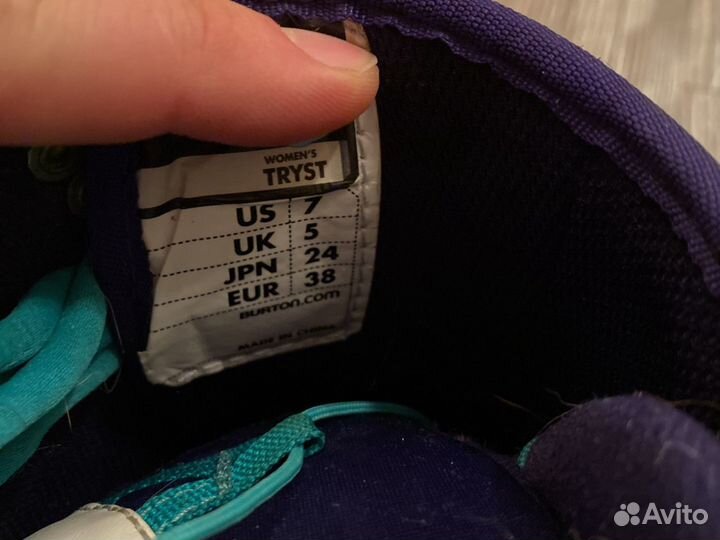 WOMEN'S
TRYST
US 7
UK 5
JPN 24
EUR 38
BURTON.com
MADE IN CHINA
Avito